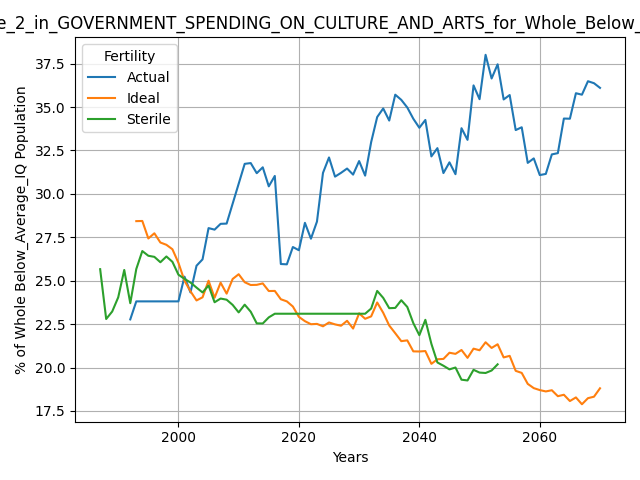 e_2_in_GOVERNMENT_SPENDING_ON_CULTURE_AND_ARTS_for_Whole_Below_
Fertility
Actual
Ideal
Sterile
% of Whole Below_Average_IQ Population
37.5
35.0
32.5
30.0
27.5
25.0
22.5
20.0
17.5
2000
2020
2040
2060
Years